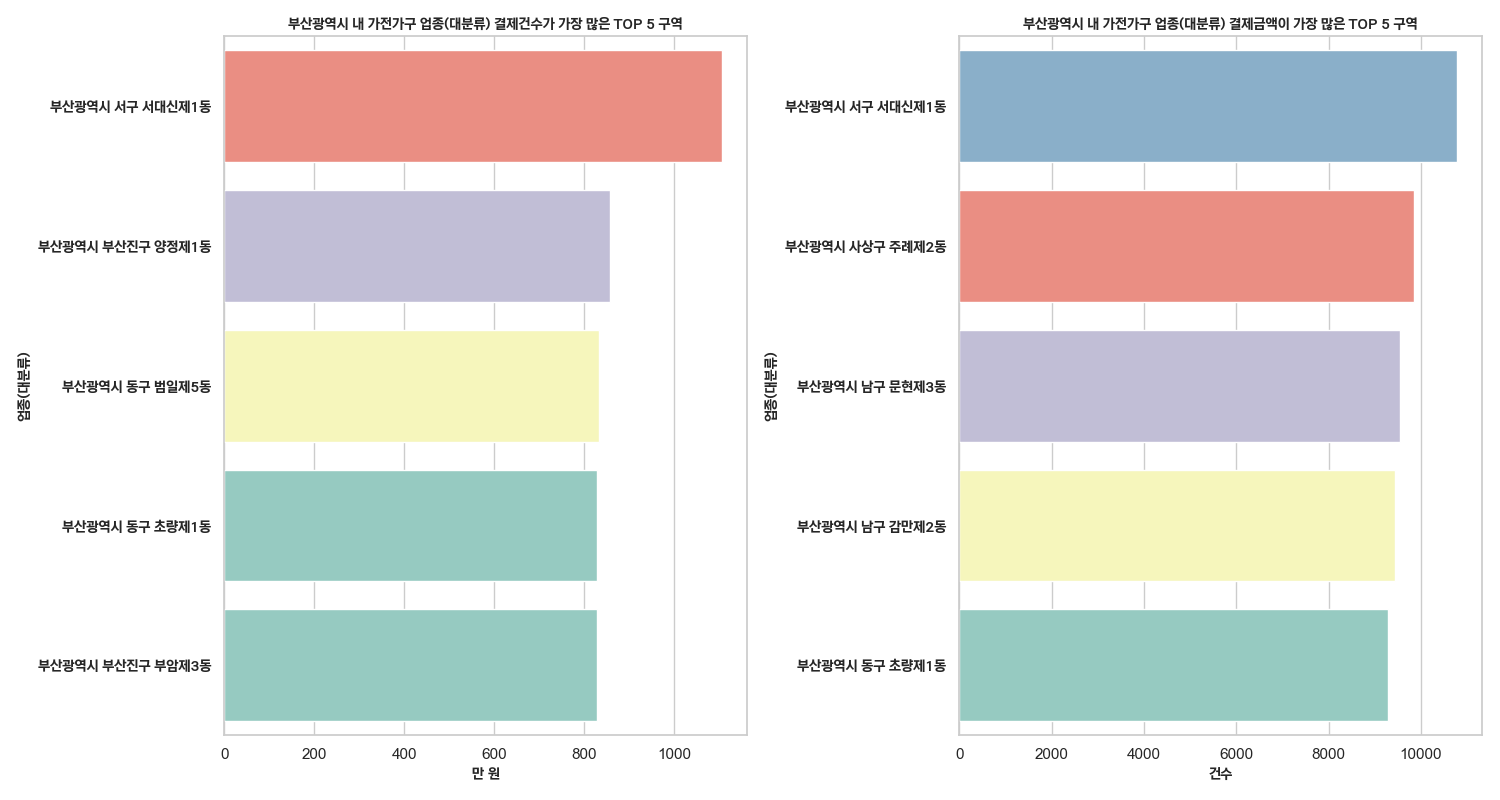 부산광역시 내 가전가구 업종(대분류) 결제건수가 가장 많은 TOP 5 구역
업종(대분류)
부산광역시 서구 서대신제1동
부산광역시 부산진구 양정제1동
부산광역시 동구 범일제5동
부산광역시 동구 초량제1동
부산광역시 부산진구 부암제3동
0 200 400 600 800 1000
만 원
부산광역시 내 가전가구 업종(대분류) 결제금액이 가장 많은 TOP 5 구역
업종(대분류)
부산광역시 서구 서대신제1동
부산광역시 사상구 주례제2동
부산광역시 남구 문현제3동
부산광역시 남구 감만제2동
부산광역시 동구 초량제1동
0 2000 4000 6000 8000 10000
건수